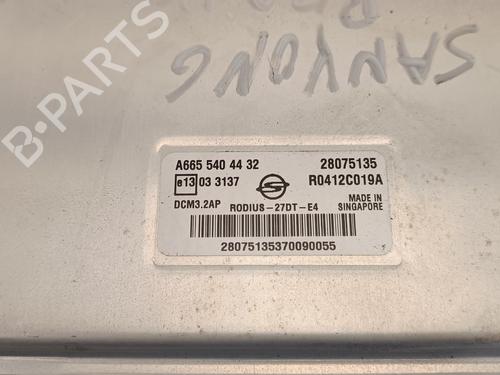 SANYONG
A665 540 44 32 28075135
e13 03 3137 R0412C019A
DCM3.2AP RODIUS-27DT-E4 MADE IN
SINGAPORE
28075135370090055
B-PARTS